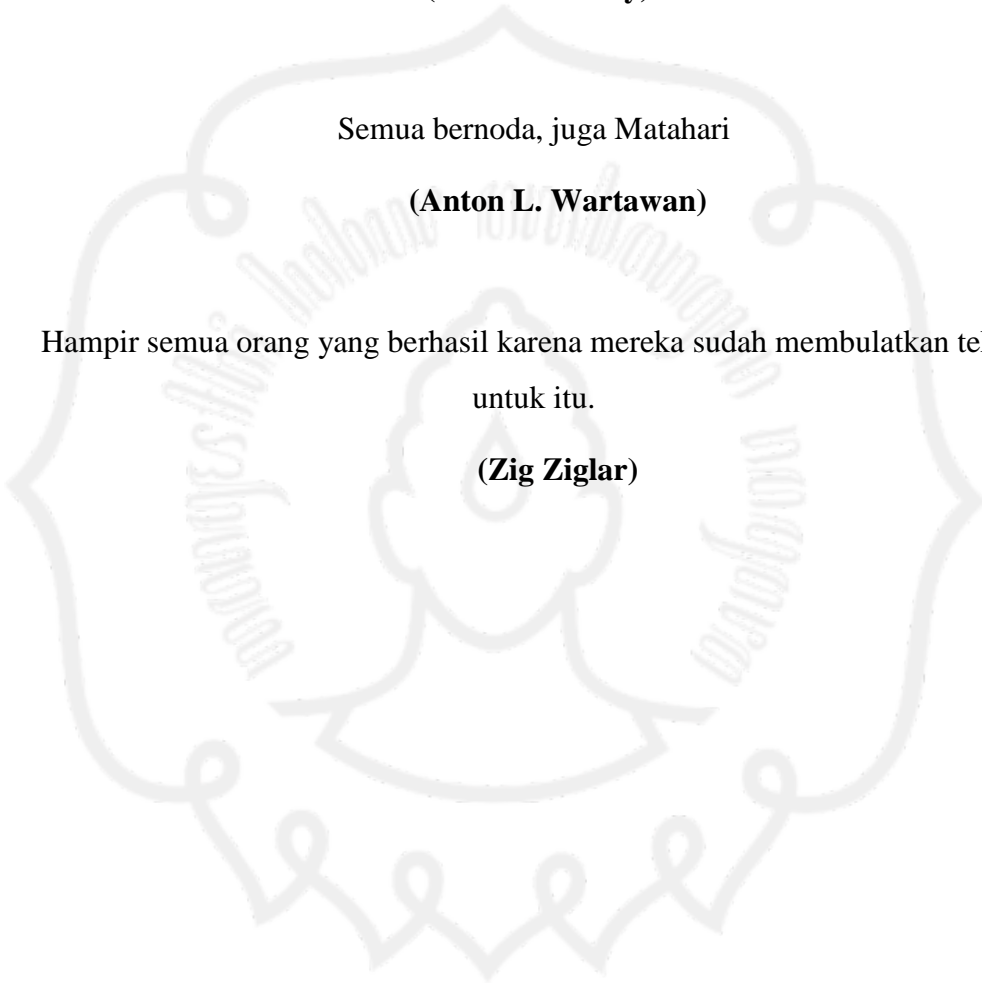 Semua bernoda, juga Matahari
(Anton L. Wartawan)
Hampir semua orang yang berhasil karena mereka sudah membulatkan
untuk itu.
(Zig Ziglar)